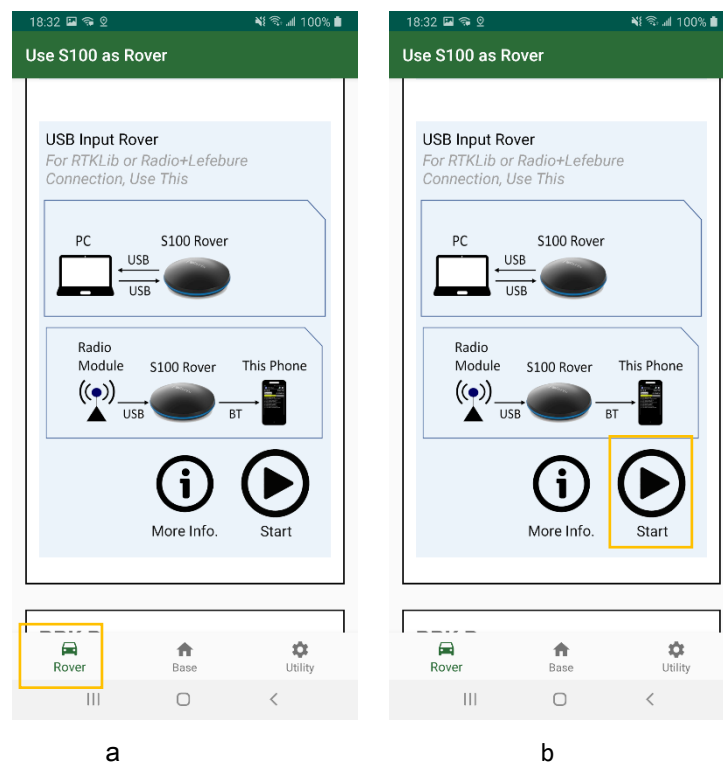 18:32 100%
Use S100 as Rover
USB Input Rover
For RTKLib or Radio+Lefebure
Connection, Use This
PC S100 Rover
USB
USB
Radio
Module S100 Rover This Phone
USB BT
More Info. Start
Rover Base Utility
a
18:32 100%
Use S100 as Rover
USB Input Rover
For RTKLib or Radio+Lefebure
Connection, Use This
PC S100 Rover
USB
USB
Radio
Module S100 Rover This Phone
USB BT
More Info. Start
Rover Base Utility
b